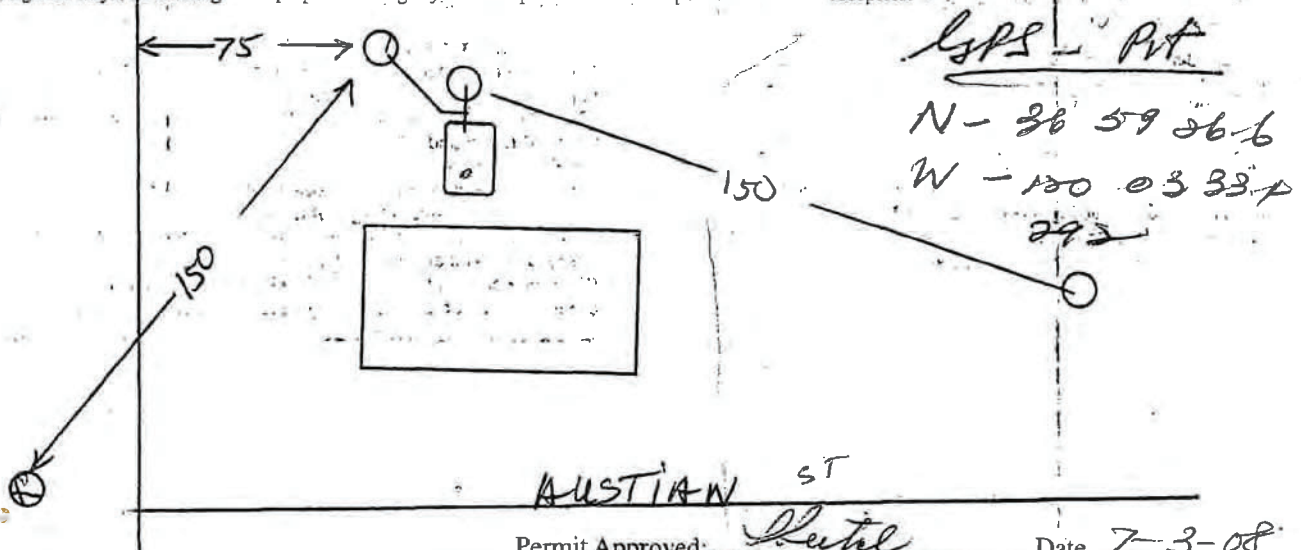 75
GPS - Pit
N - 36 59 36.6
W - 120 03 33
292
150
150
AUSTIAN ST
Permit Approved:
Date 7-3-08